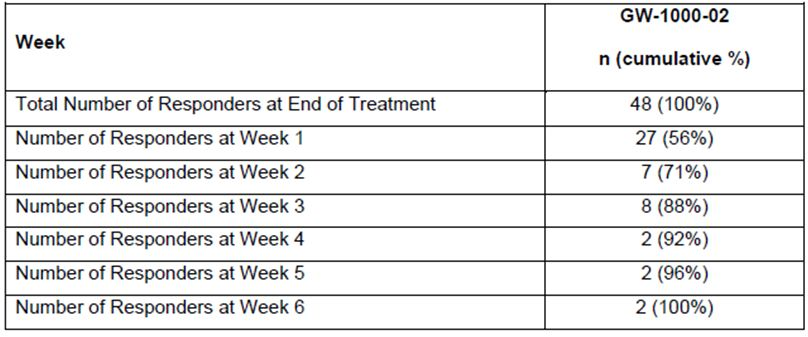 Week
GW-1000-02
n (cumulative %)
Total Number of Responders at End of Treatment 48 (100%)
Number of Responders at Week 1 27 (56%)
Number of Responders at Week 2 7 (71%)
Number of Responders at Week 3 8 (88%)
Number of Responders at Week 4 2 (92%)
Number of Responders at Week 5 2 (96%)
Number of Responders at Week 6 2 (100%)